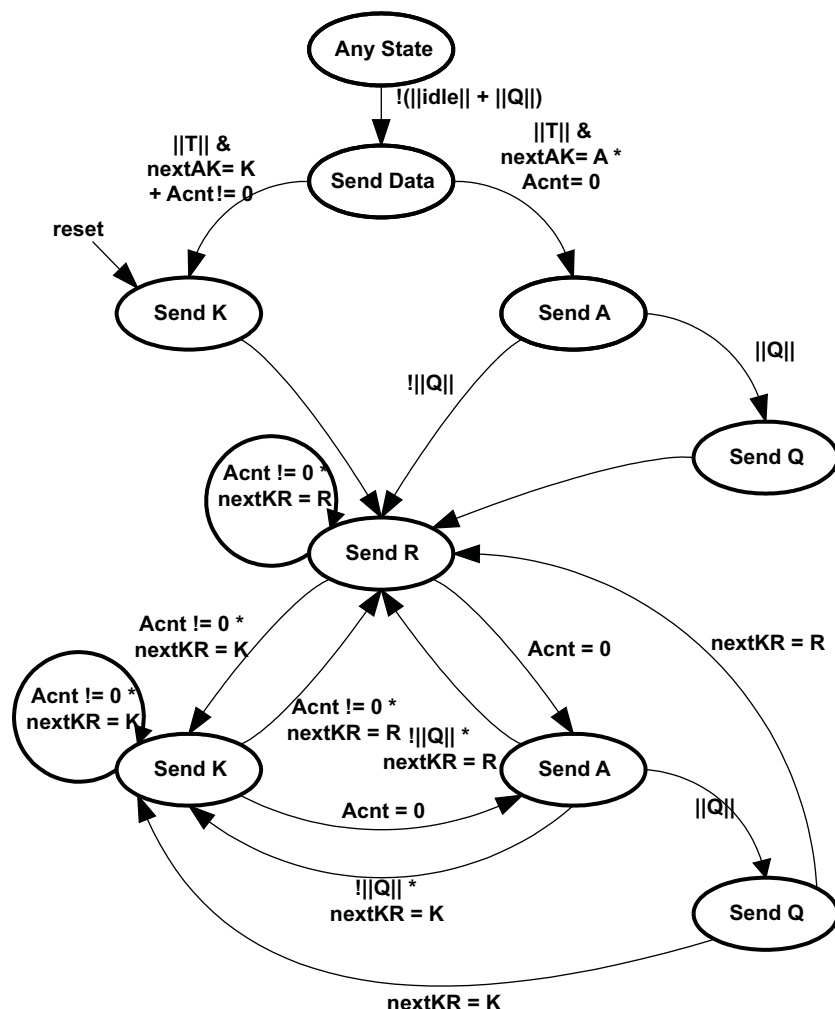 Any State
!(||idle|| + ||Q||)
||T|| &
nextAK= K
+ Acnt != 0
||T|| &
nextAK= A *
Acnt= 0
Send Data
reset
Send K
Send A
||Q||
!||Q||
Send Q
Acnt != 0 *
nextKR = R
Send R
Acnt != 0 *
nextKR = K
Acnt = 0
nextKR = R
Acnt != 0 *
nextKR = K
Acnt != 0 *
nextKR = R
!||Q|| *
nextKR = R
Send K
Send A
Acnt = 0
||Q||
!||Q|| *
nextKR = K
Send Q
nextKR = K